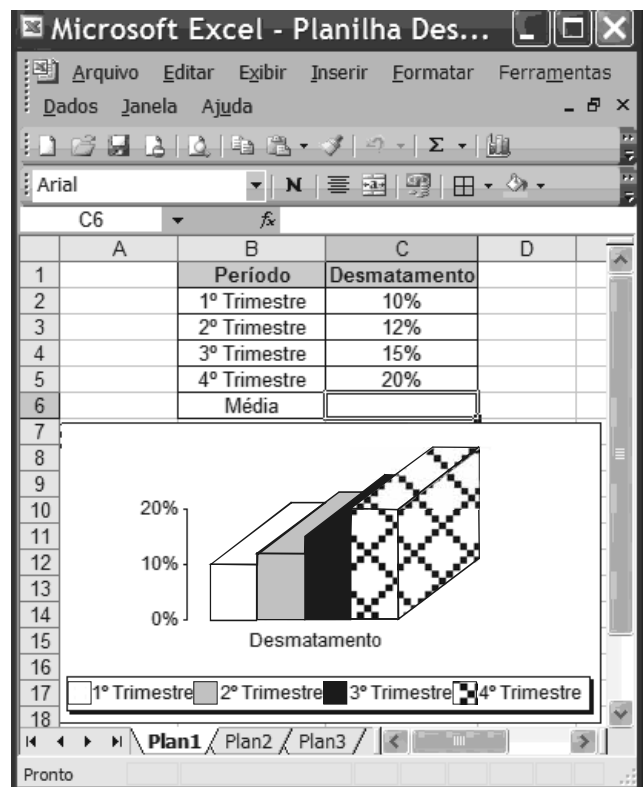 Microsoft Excel - Planilha Des...
Arquivo Editar Exibir Inserir Formatar Ferramentas
Dados Janela Ajuda
Σ
Arial N
C6 fx
A B C D
1 Período Desmatamento
2 1º Trimestre 10%
3 2º Trimestre 12%
4 3º Trimestre 15%
5 4º Trimestre 20%
6 Média
7
8
9
10 20%
11
12 10%
13
14 0%
15 Desmatamento
16
17 1º Trimestre 2º Trimestre 3º Trimestre 4º Trimestre
18
Plan1 Plan2 Plan3
Pronto